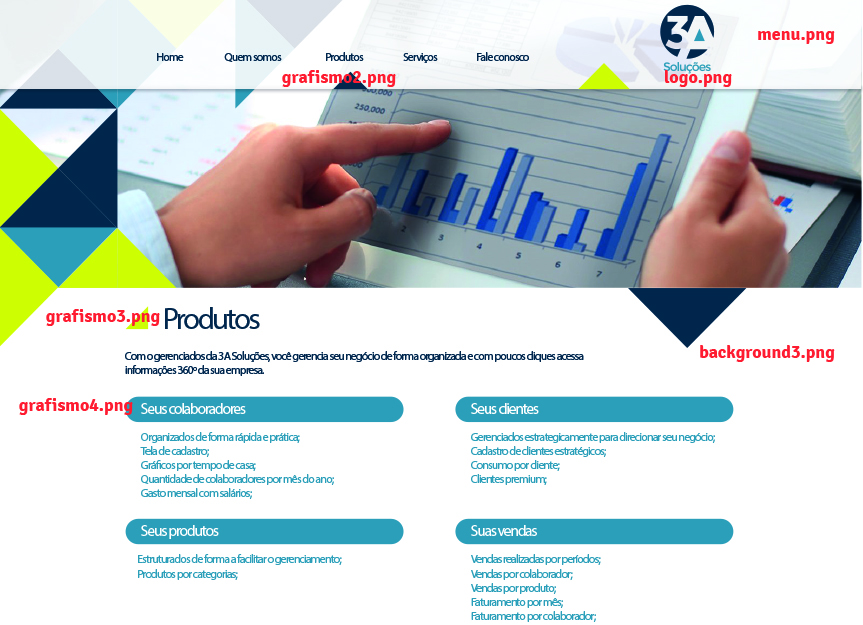 Home Quem somos Produtos Serviços Fale conosco
3A
Soluções
menu.png
grafismo2.png
logo.png
250,000
2 3 4 5 6 7
grafismo3.png
Produtos
background3.png
Com o gerenciados da 3A Soluções, você gerencia seu negócio de forma organizada e com poucos cliques acessa
informações 360º da sua empresa.
grafismo4.png
Seus colaboradores
Organizados de forma rápida e prática;
Tela de cadastro;
Gráficos por tempo de casa;
Quantidade de colaboradores por mês do ano;
Gasto mensal com salários;
Seus clientes
Gerenciados estrategicamente para direcionar seu negócio;
Cadastro de clientes estratégicos;
Consumo por cliente;
Clientes premium;
Seus produtos
Estruturados de forma a facilitar o gerenciamento;
Produtos por categorias;
Suas vendas
Vendas realizadas por períodos;
Vendas por colaborador;
Vendas por produto;
Faturamento por mês;
Faturamento por colaborador;